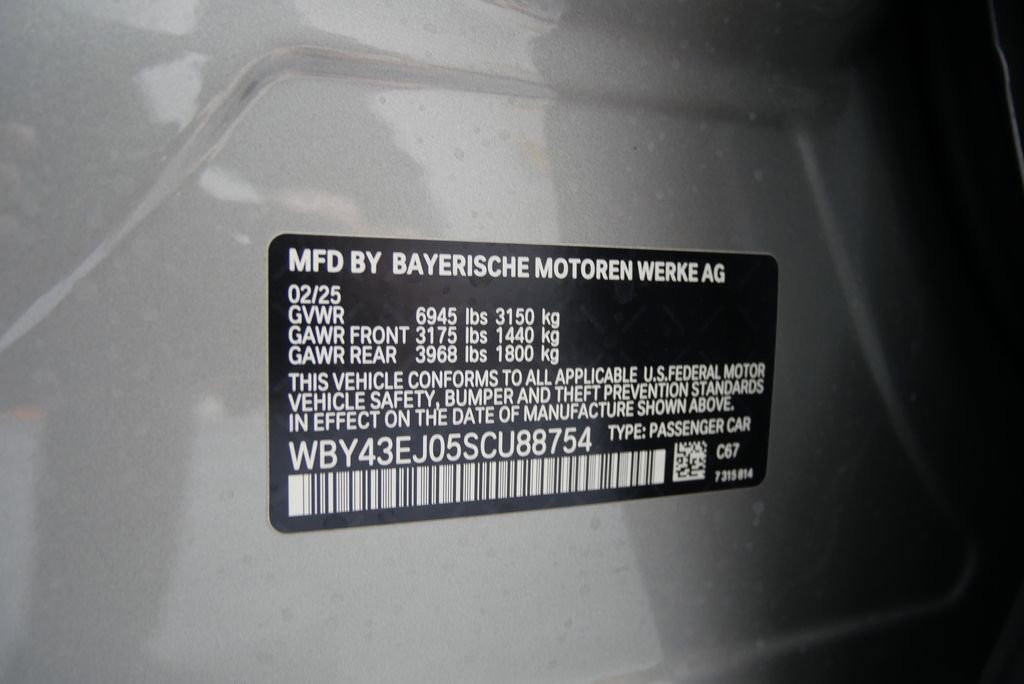 MFD BY BAYERISCHE MOTOREN WERKE AG
02/25
GVWR 6945 lbs 3150 kg
GAWR FRONT 3175 lbs 1440 kg
GAWR REAR 3968 lbs 1800 kg
THIS VEHICLE CONFORMS TO ALL APPLICABLE U.S.FEDERAL MOTOR
VEHICLE SAFETY, BUMPER AND THEFT PREVENTION STANDARDS
IN EFFECT ON THE DATE OF MANUFACTURE SHOWN ABOVE.
WBY43EJ05SCU88754 TYPE: PASSENGER CAR
C67
7315814